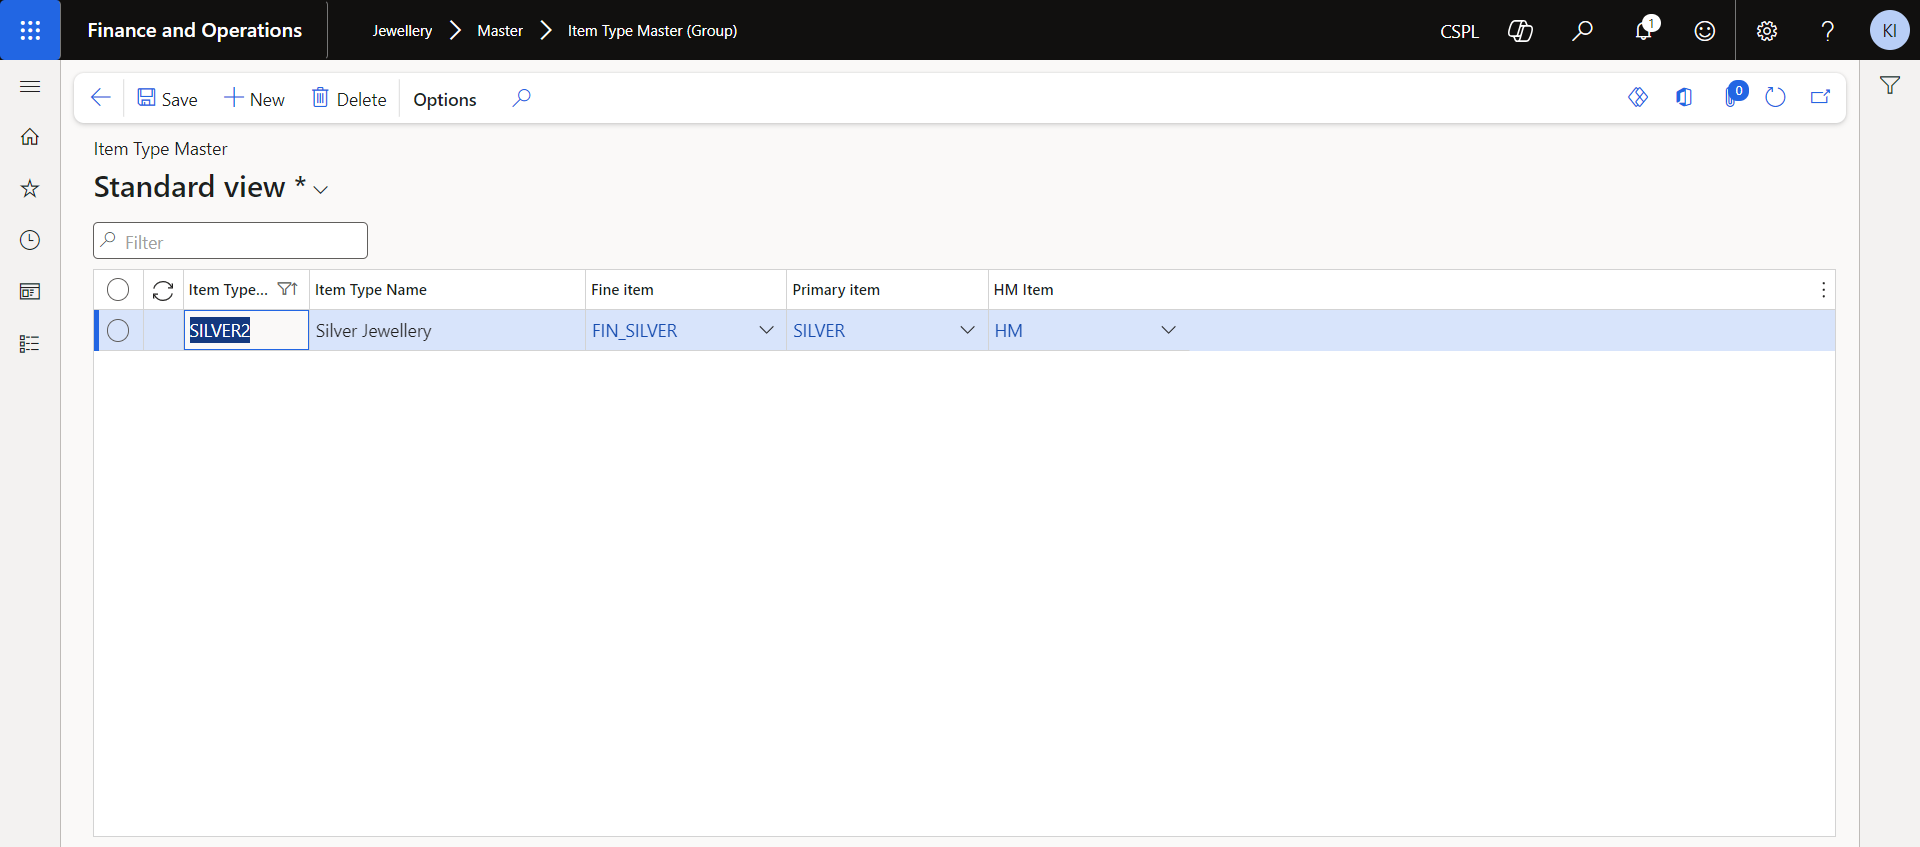 Finance and Operations
Jewellery Master Item Type Master (Group)
CSPL
1
KI
Save New Delete Options
0
Item Type Master
Standard view *
Filter
Item Type... Item Type Name Fine item Primary item HM Item
SILVER2 Silver Jewellery FIN_SILVER SILVER HM